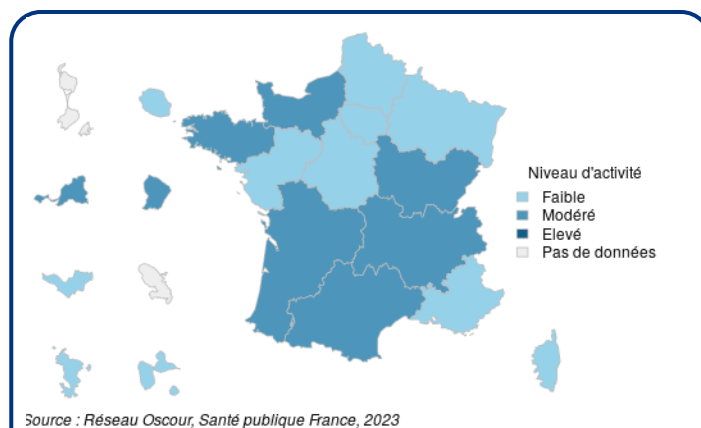 Niveau d'activité
Faible
Modéré
Elevé
Pas de données
Source : Réseau Oscour, Santé publique France, 2023